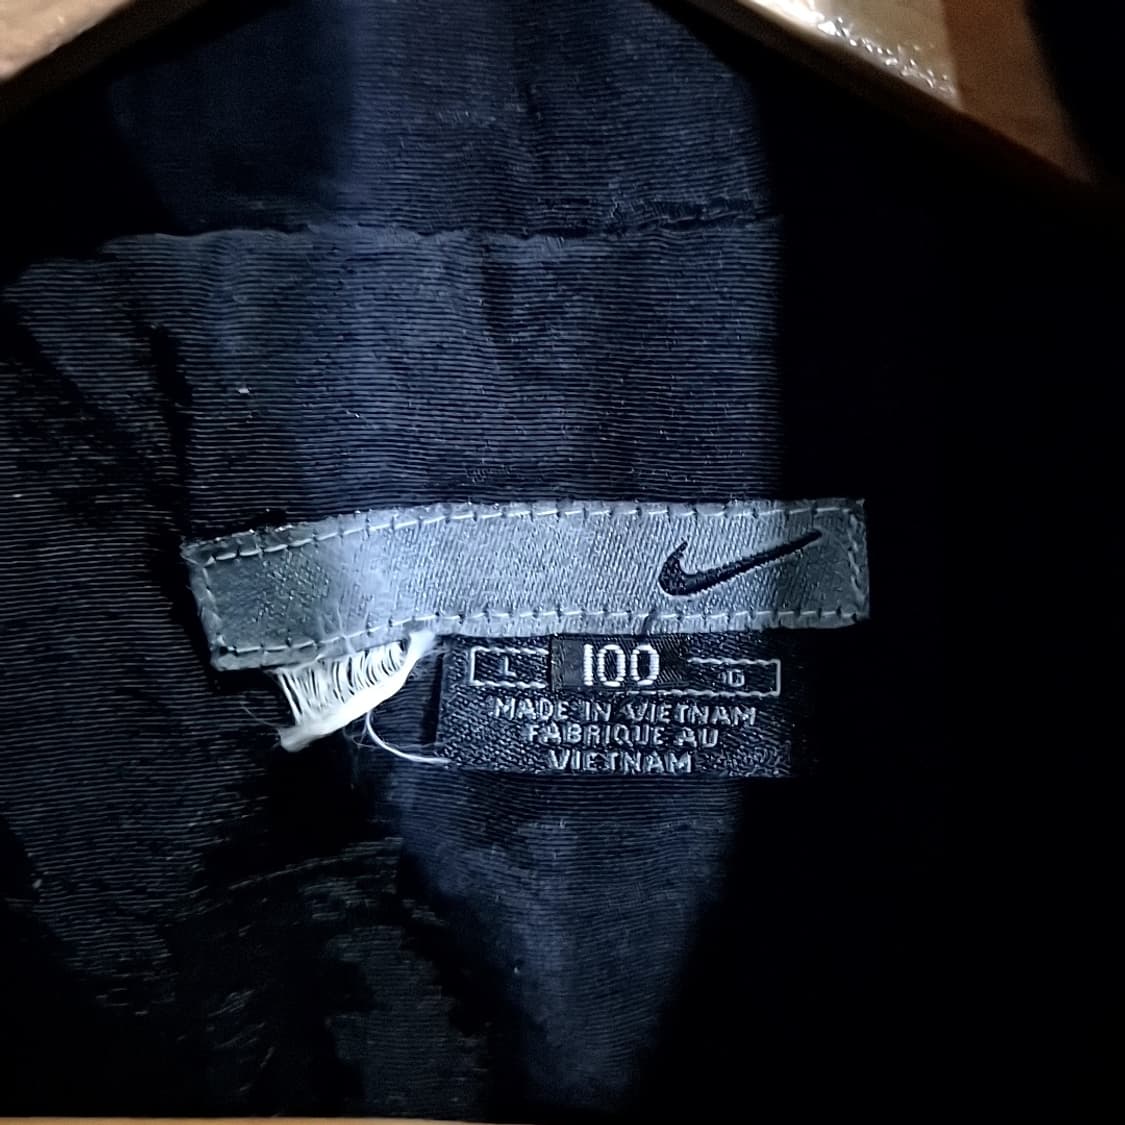 L 100 G
MADE IN VIETNAM
FABRIQUE AU
VIETNAM